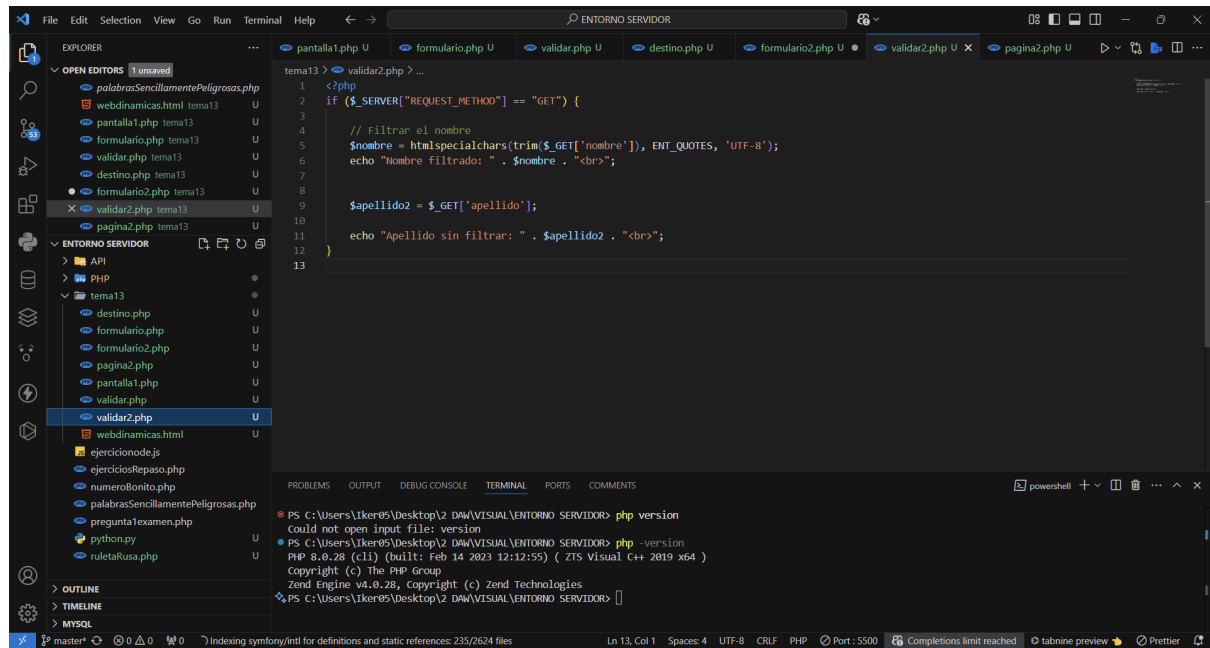 File Edit Selection View Go Run Terminal Help
ENTORNO SERVIDOR
EXPLORER
OPEN EDITORS 1 unsaved
palabrasSencillamentePeligrosas.php
webdinamicas.html tema13 U
pantalla1.php tema13 U
formulario.php tema13 U
validar.php tema13 U
destino.php tema13 U
formulario2.php tema13 U
validar2.php tema13 U
pagina2.php tema13 U
ENTORNO SERVIDOR
API
PHP
tema13
destino.php U
formulario.php U
formulario2.php U
pagina2.php U
pantalla1.php U
validar.php U
validar2.php U
webdinamicas.html U
ejercicionode.js
ejerciciosRepaso.php
numeroBonito.php
palabrasSencillamentePeligrosas.php
pregunta1examen.php
python.py U
ruletaRusa.php U
OUTLINE
TIMELINE
MYSQL
1
53
pantalla1.php U formulario.php U validar.php U destino.php U formulario2.php U validar2.php U pagina2.php U
tema13 > validar2.php > ...
1 <?php
2 if ($_SERVER["REQUEST_METHOD"] == "GET") {
3
4 // Filtrar el nombre
5 $nombre = htmlspecialchars(trim($_GET['nombre']), ENT_QUOTES, 'UTF-8');
6 echo "Nombre filtrado: " . $nombre . "<br>";
7
8
9 $apellido2 = $_GET['apellido'];
10
11 echo "Apellido sin filtrar: " . $apellido2 . "<br>";
12 }
13
PROBLEMS OUTPUT DEBUG CONSOLE TERMINAL PORTS COMMENTS
powershell
PS C:\Users\Iker05\Desktop\2 DAW\VISUAL\ENTORNO SERVIDOR> php version
Could not open input file: version
PS C:\Users\Iker05\Desktop\2 DAW\VISUAL\ENTORNO SERVIDOR> php -version
PHP 8.0.28 (cli) (built: Feb 14 2023 12:12:55) ( ZTS Visual C++ 2019 x64 )
Copyright (c) The PHP Group
Zend Engine v4.0.28, Copyright (c) Zend Technologies
PS C:\Users\Iker05\Desktop\2 DAW\VISUAL\ENTORNO SERVIDOR>
master* 0 0 0 Indexing symfony/intl for definitions and static references: 235/2624 files Ln 13, Col 1 Spaces: 4 UTF-8 CRLF PHP Port : 5500 Completions limit reached tabnine preview Prettier